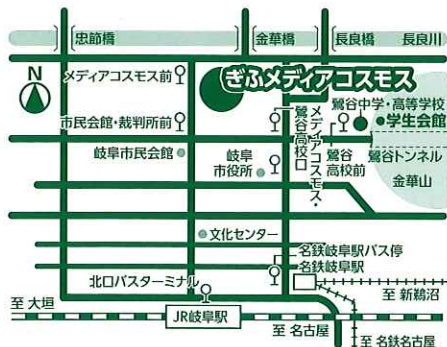 忠節橋
金華橋
長良橋
長良川
N
メディアコスモス前
ぎふメディアコスモス
市民会館・裁判所前
メディアコスモス・
鶯谷高校口
鶯谷中学・高等学校
学生会館
岐阜市民会館
岐阜
市役所
鶯谷
高校前
鶯谷トンネル
金華山
文化センター
名鉄岐阜駅バス停
名鉄岐阜駅
北口バスターミナル
至 大垣
JR岐阜駅
至 新鵜沼
至 名古屋
至 名鉄名古屋